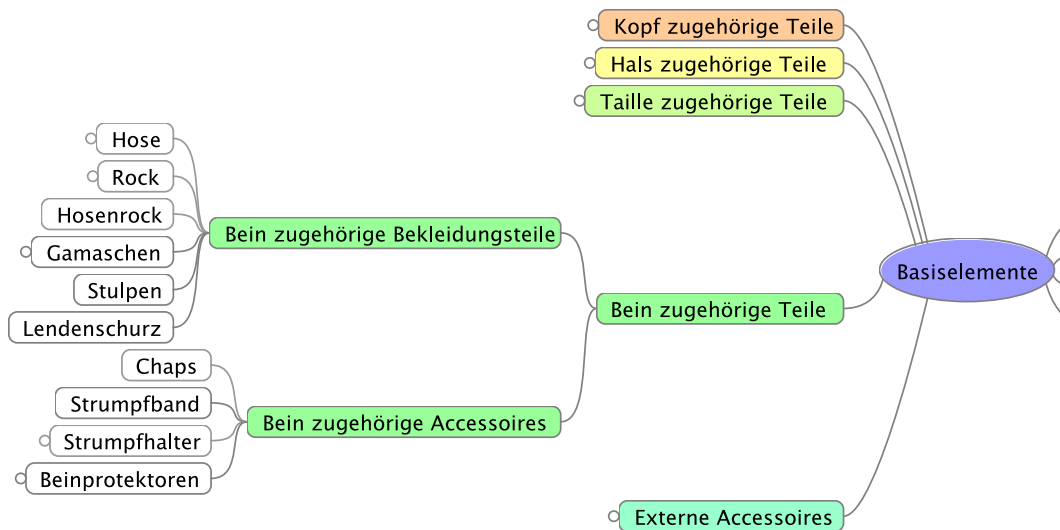 Kopf zugehörige Teile
Hals zugehörige Teile
Taille zugehörige Teile
Hose
Rock
Hosenrock
Gamaschen
Stulpen
Lendenschurz
Bein zugehörige Bekleidungsteile
Basiselemente
Bein zugehörige Teile
Chaps
Strumpfband
Strumpfhalter
Beinprotektoren
Bein zugehörige Accessoires
Externe Accessoires